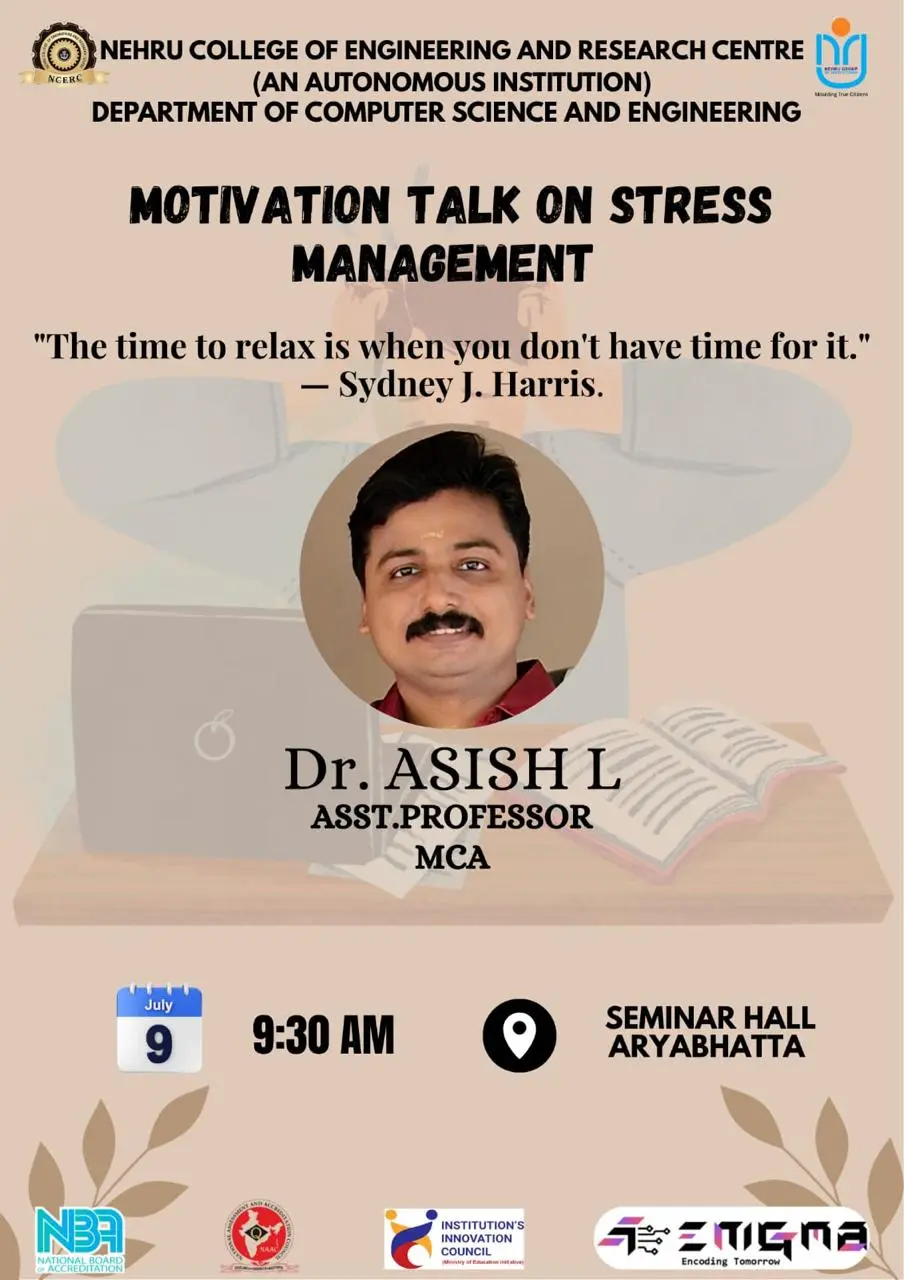 NCERC
NEHRU COLLEGE OF ENGINEERING AND RESEARCH CENTRE
(AN AUTONOMOUS INSTITUTION)
DEPARTMENT OF COMPUTER SCIENCE AND ENGINEERING
NEHRU GROUP
Moulding True Citizens
MOTIVATION TALK ON STRESS
MANAGEMENT
"The time to relax is when you don't have time for it."
— Sydney J. Harris.
Dr. ASISH L
ASST.PROFESSOR
MCA
July
9
9:30 AM
SEMINAR HALL
ARYABHATTA
NBA
NATIONAL BOARD
OF ACCREDITATION
NAAC
INSTITUTION'S
INNOVATION
COUNCIL
(Ministry of Education Initiative)
ENIGMA
Encoding Tomorrow